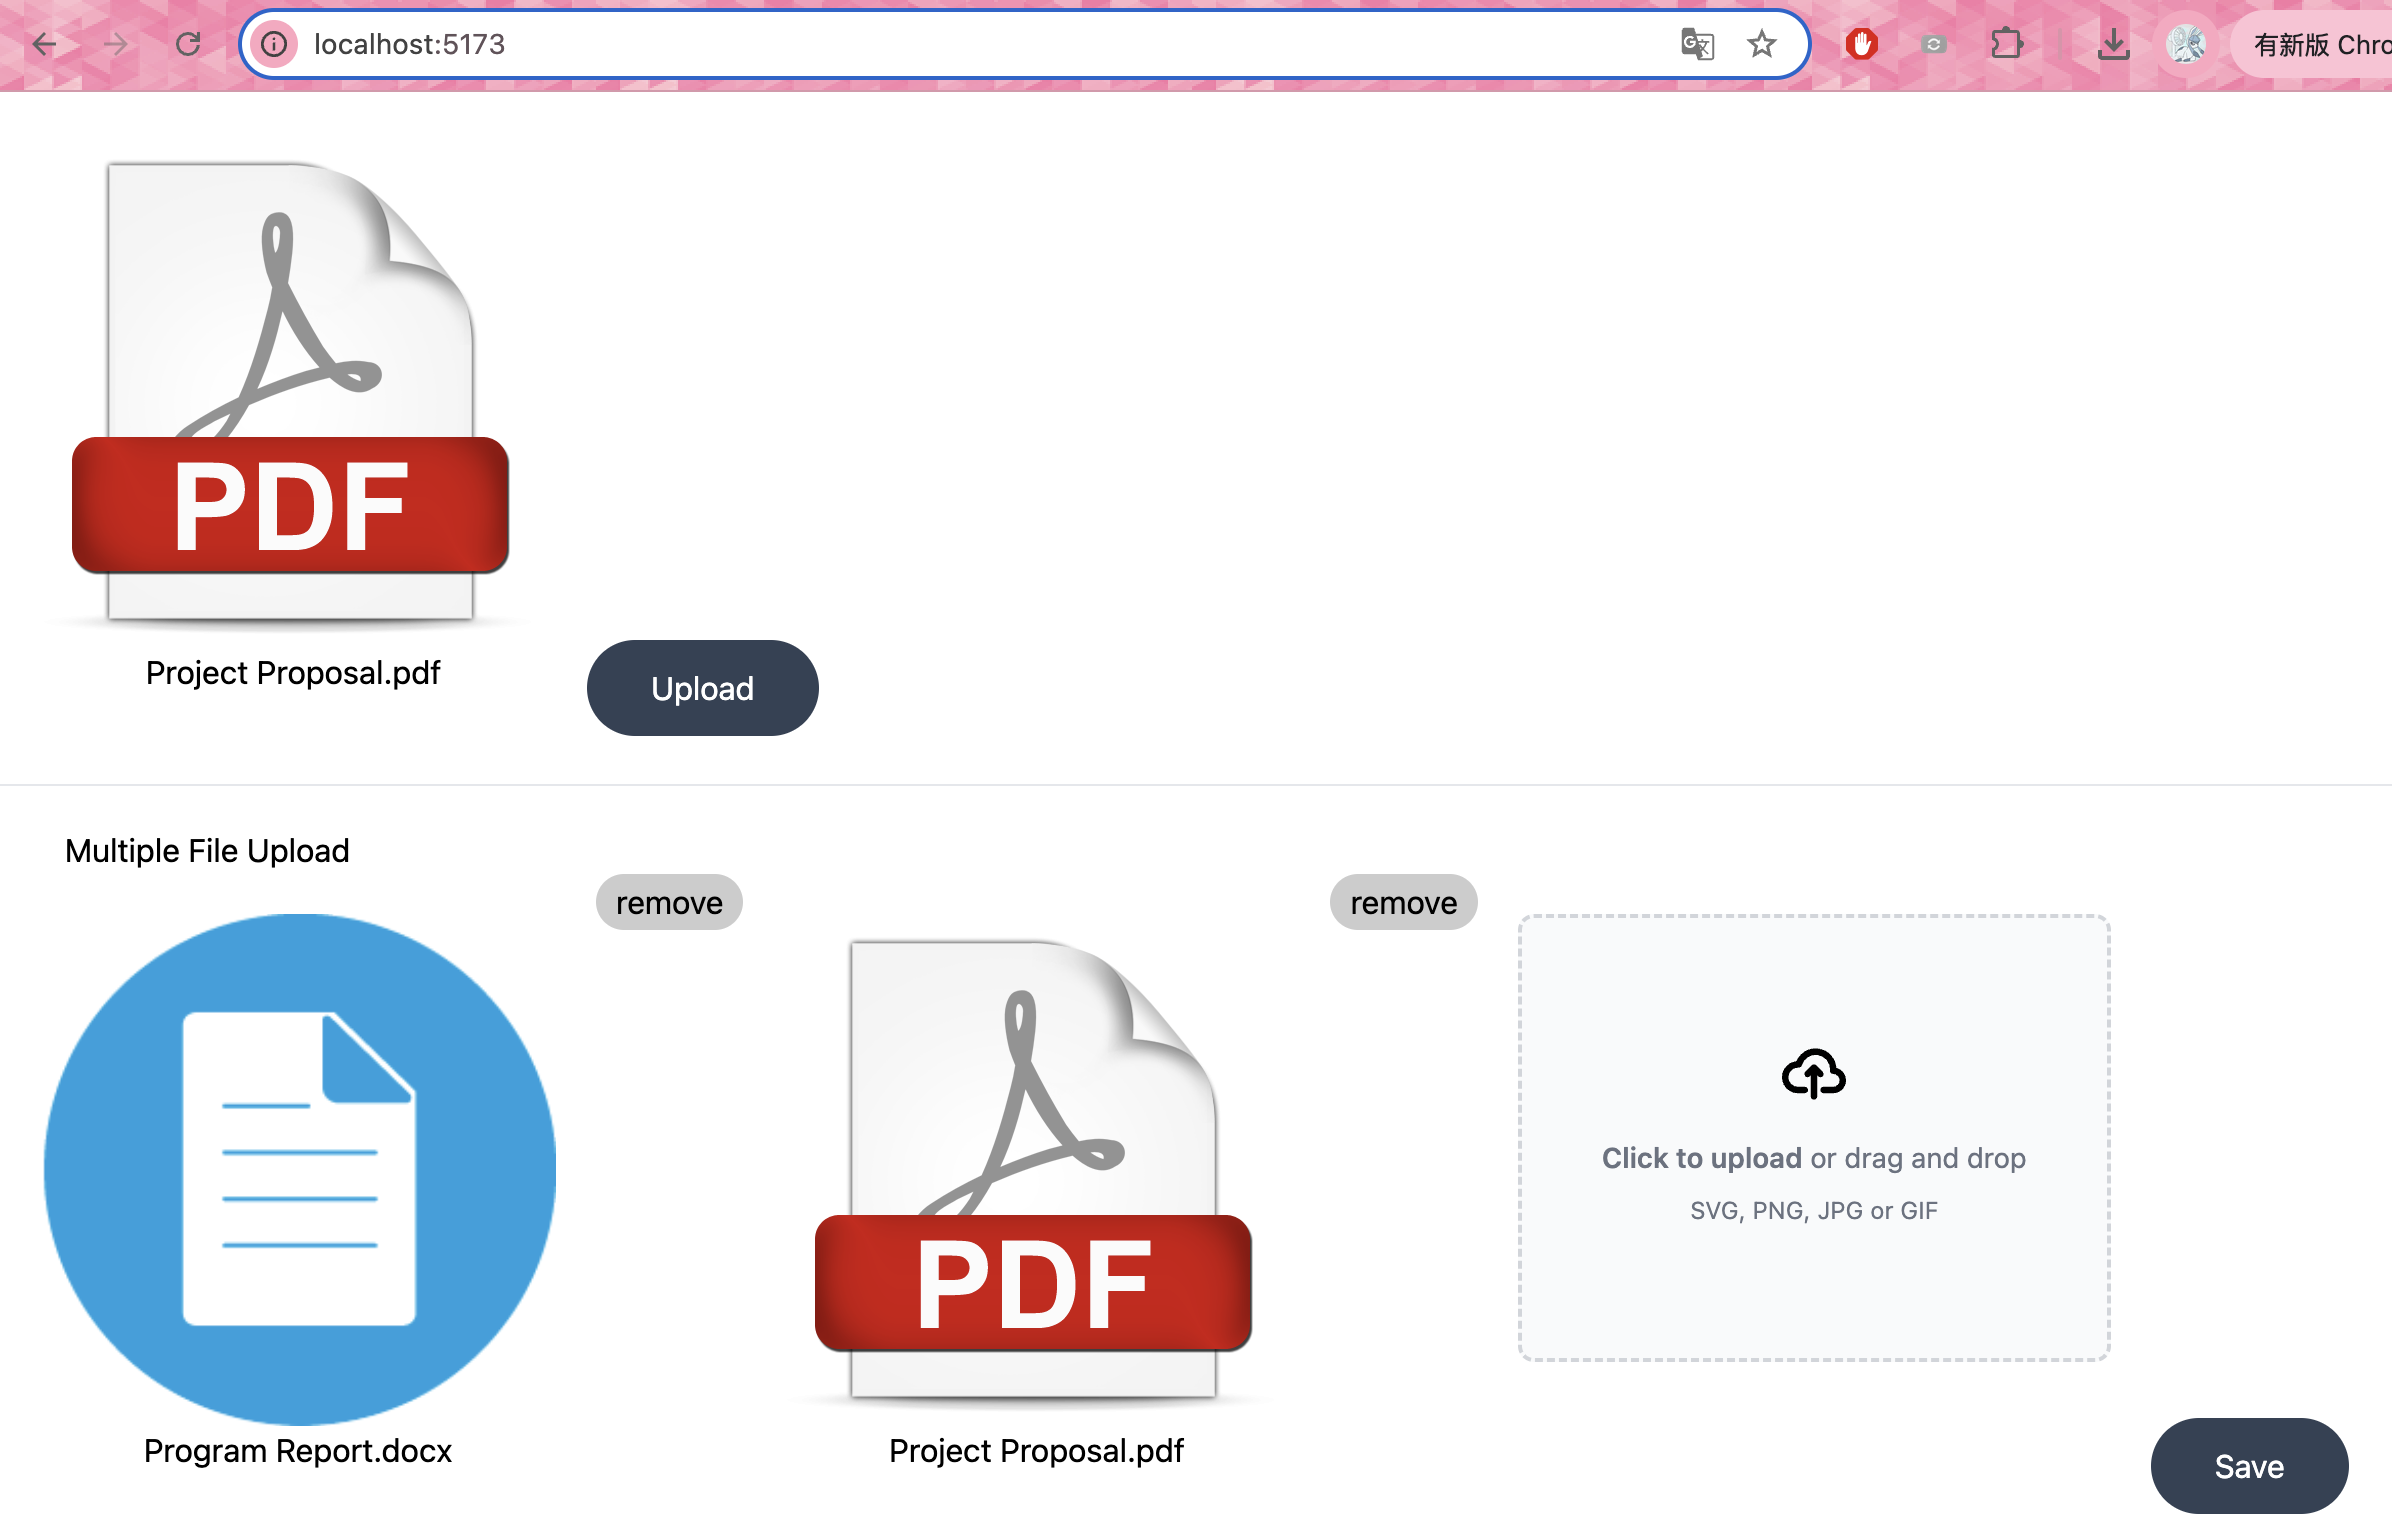 localhost:5173
有新版 Chro
PDF
Project Proposal.pdf
Upload
Multiple File Upload
remove
remove
PDF
Click to upload or drag and drop
SVG, PNG, JPG or GIF
Program Report.docx
Project Proposal.pdf
Save